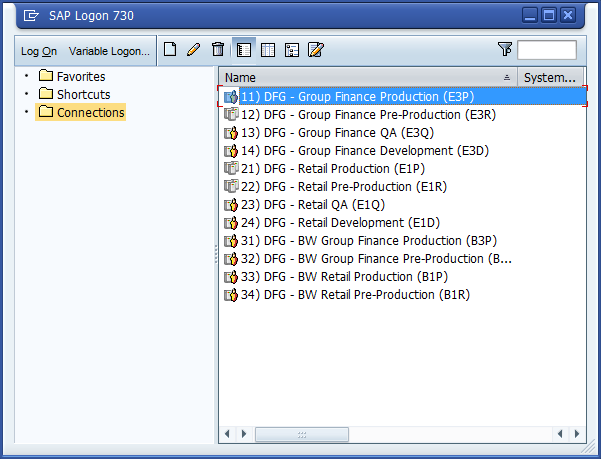 SAP Logon 730
Log On Variable Logon...
Favorites
Shortcuts
Connections
Name System...
11) DFG - Group Finance Production (E3P)
12) DFG - Group Finance Pre-Production (E3R)
13) DFG - Group Finance QA (E3Q)
14) DFG - Group Finance Development (E3D)
21) DFG - Retail Production (E1P)
22) DFG - Retail Pre-Production (E1R)
23) DFG - Retail QA (E1Q)
24) DFG - Retail Development (E1D)
31) DFG - BW Group Finance Production (B3P)
32) DFG - BW Group Finance Pre-Production (B...
33) DFG - BW Retail Production (B1P)
34) DFG - BW Retail Pre-Production (B1R)